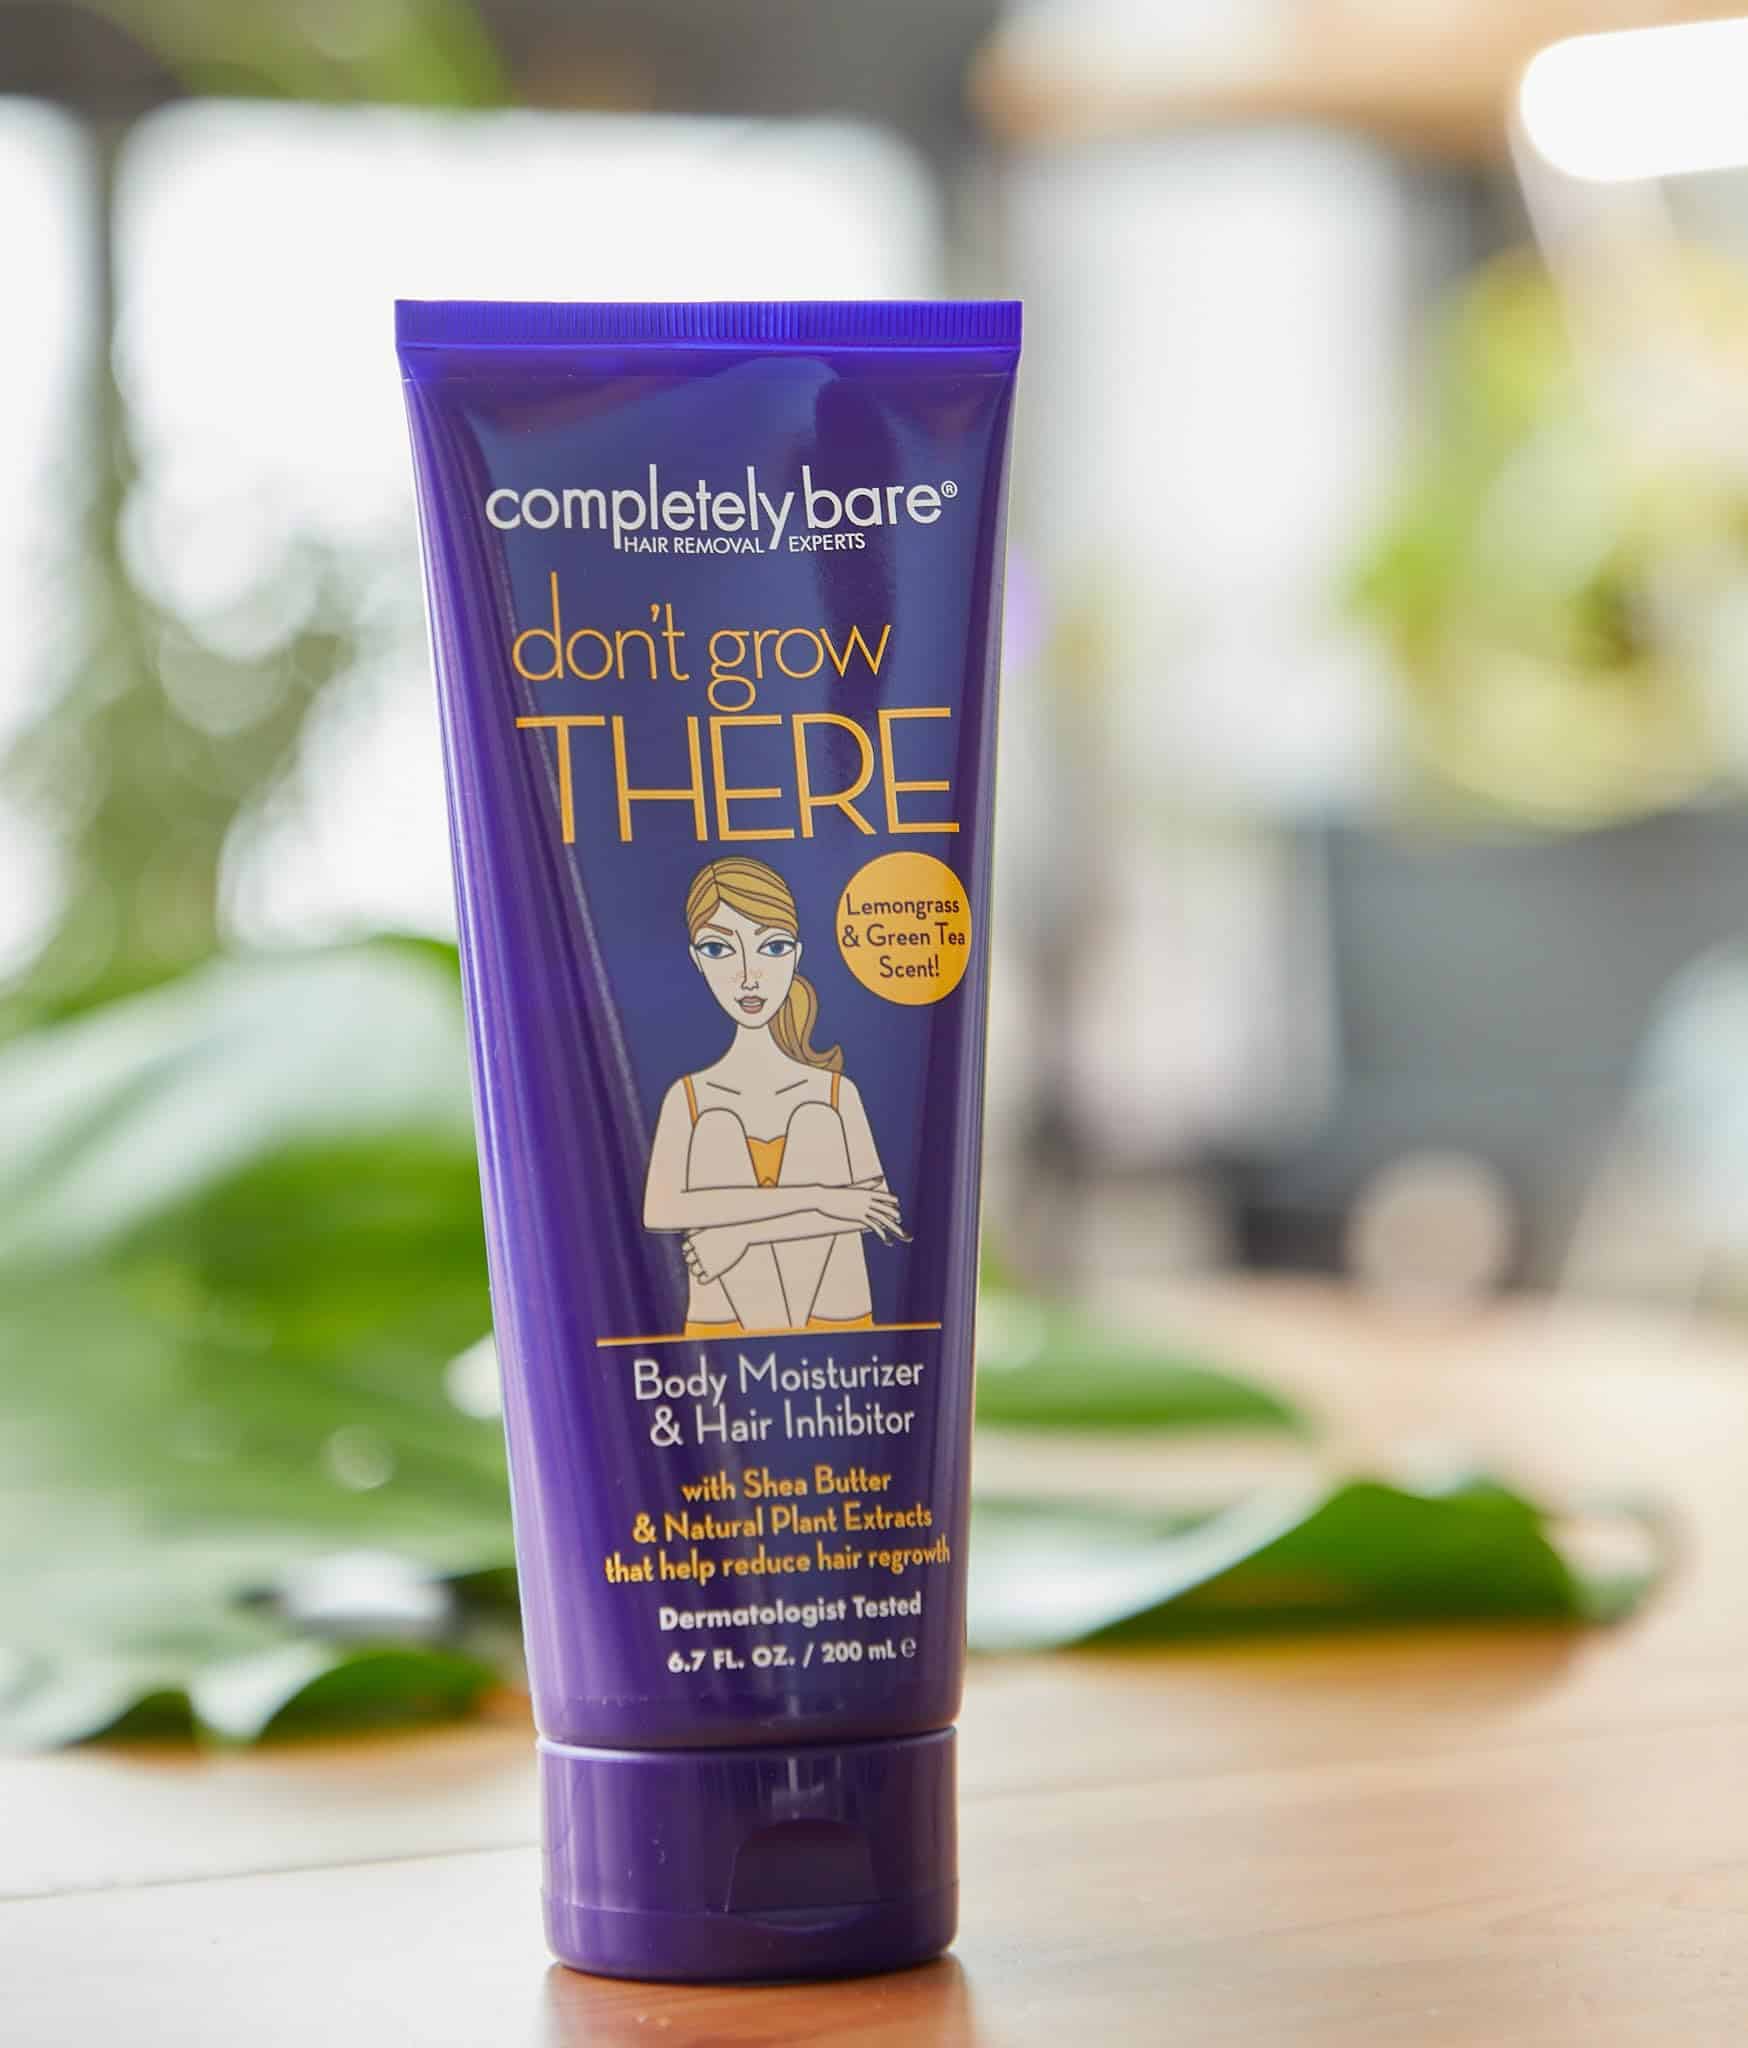 completely bare®
HAIR REMOVAL EXPERTS
don't grow
THERE
Lemongrass
& Green Tea
Scent!
Body Moisturizer
& Hair Inhibitor
with Shea Butter
& Natural Plant Extracts
that help reduce hair regrowth
Dermatologist Tested
6.7 FL. OZ. / 200 mL ℮